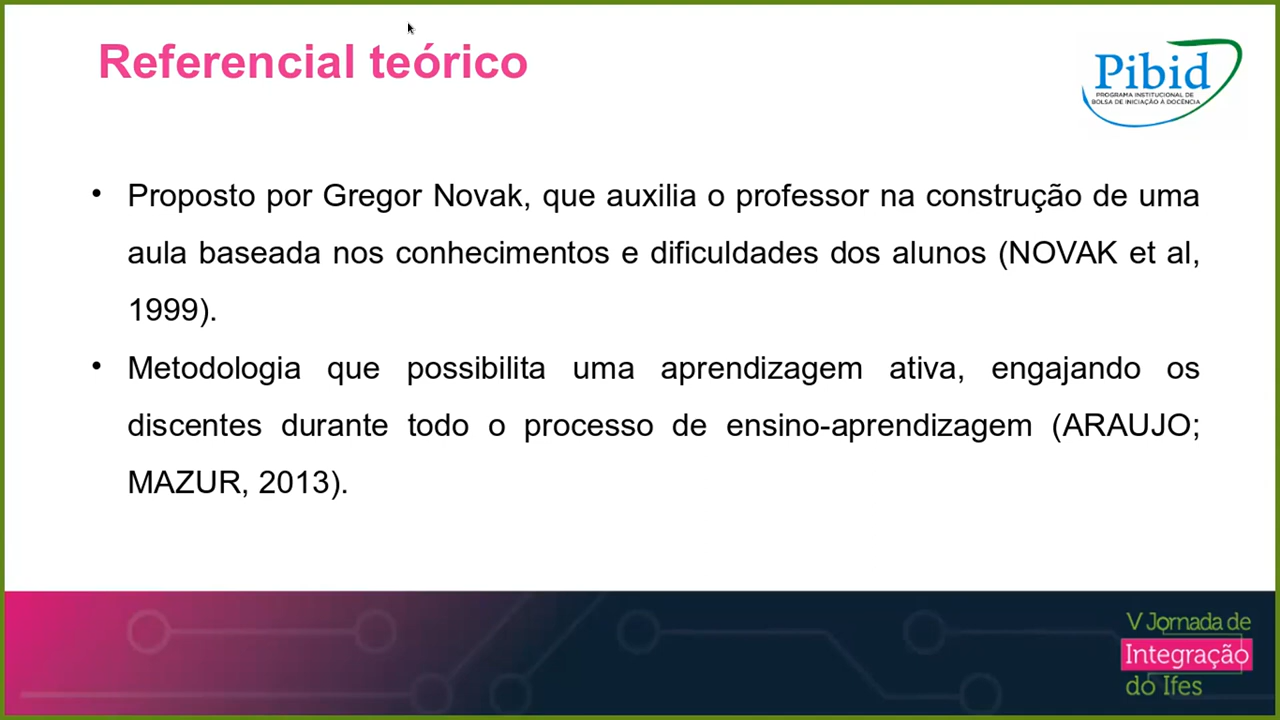 Referencial teórico
Pibid
PROGRAMA INSTITUCIONAL DE
BOLSA DE INICIAÇÃO À DOCÊNCIA
• Proposto por Gregor Novak, que auxilia o professor na construção de uma
aula baseada nos conhecimentos e dificuldades dos alunos (NOVAK et al,
1999).
• Metodologia que possibilita uma aprendizagem ativa, engajando os
discentes durante todo o processo de ensino-aprendizagem (ARAUJO;
MAZUR, 2013).
V Jornada de
Integração
do Ifes